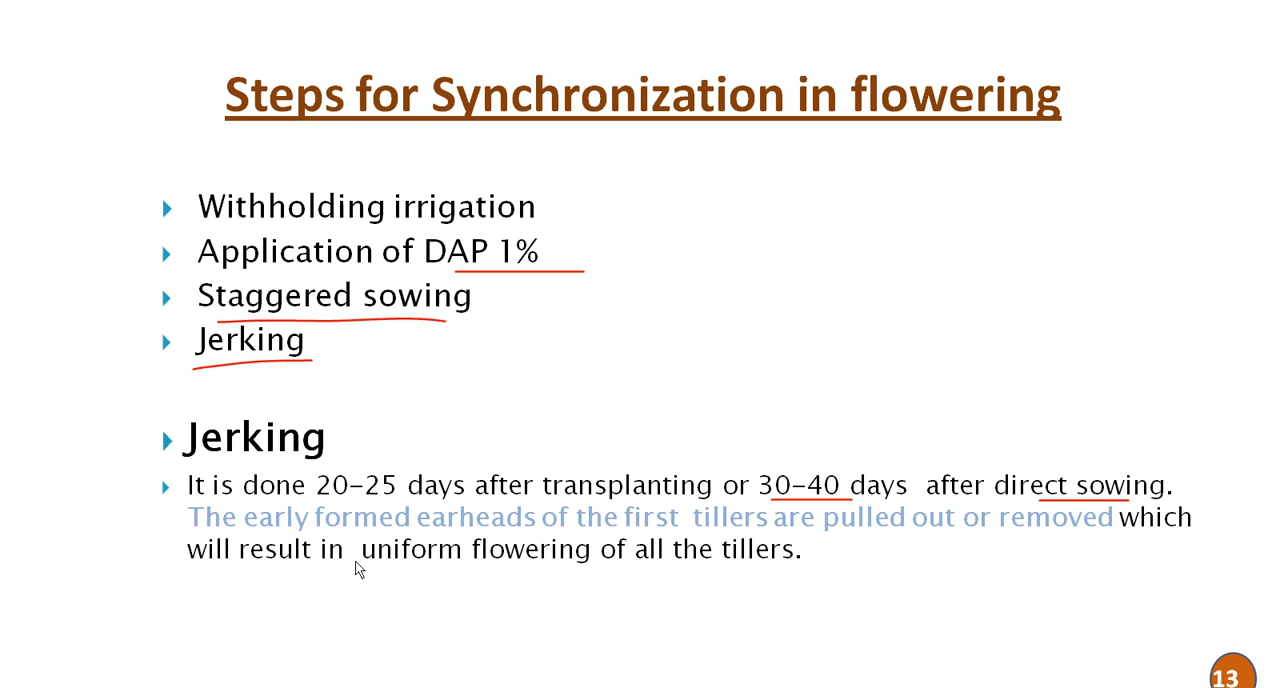 Steps for Synchronization in flowering
Withholding irrigation
Application of DAP 1%
Staggered sowing
Jerking
Jerking
It is done 20-25 days after transplanting or 30-40 days after direct sowing.
The early formed earheads of the first tillers are pulled out or removed which
will result in uniform flowering of all the tillers.
13